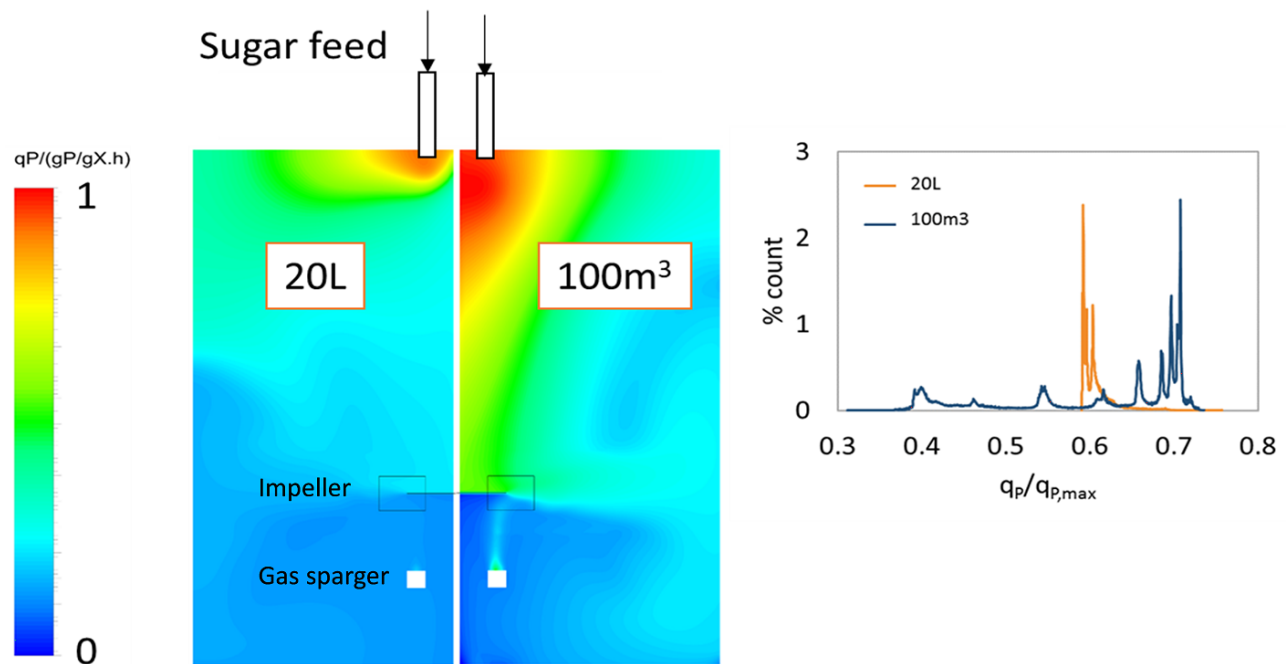 Sugar feed
qP/(gP/gX.h)
1
0
20L
100m³
Impeller
Gas sparger
3
2
1
0
% count
20L
100m3
0.3 0.4 0.5 0.6 0.7 0.8
qP/qP,max